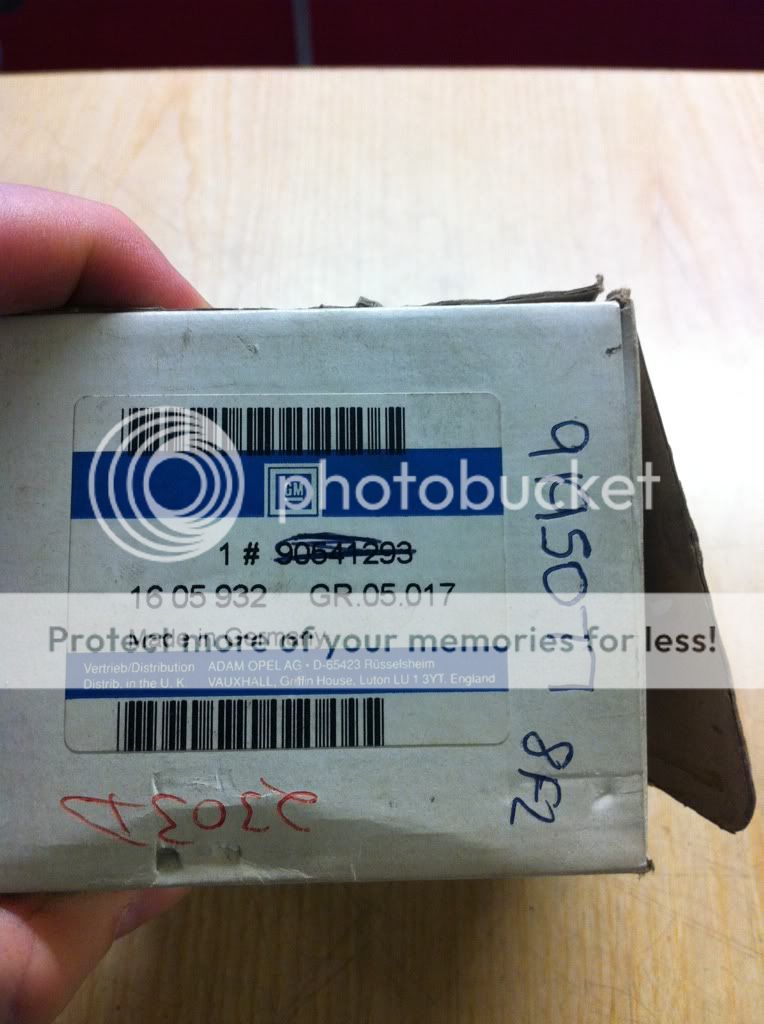 GM
photobucket
1 # 90541293
16 05 932 GR.05.017
Protect more of your memories for less!
Made in Germany
Vertrieb/Distribution ADAM OPEL AG • D-65423 Rüsselsheim
Distrib. in the U. K VAUXHALL, Griffin House, Luton LU 1 3YT. England
8F2